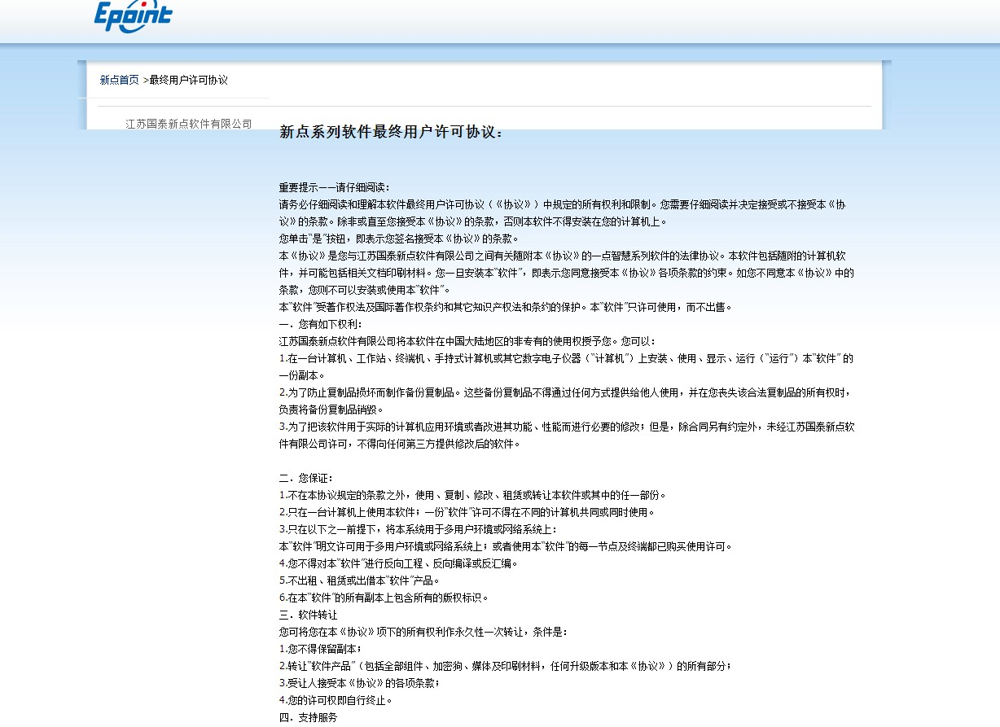 Epoint
新点首页 >最终用户许可协议
江苏国泰新点软件有限公司
新点系列软件最终用户许可协议：
重要提示——请仔细阅读：
请务必仔细阅读和理解本软件最终用户许可协议（《协议》）中规定的所有权利和限制。您需要仔细阅读并决定接受或不接受本《协
议》的条款。除非或直至您接受本《协议》的条款，否则本软件不得安装在您的计算机上。
您单击“是”按钮，即表示您签名接受本《协议》的条款。
本《协议》是您与江苏国泰新点软件有限公司之间有关随附本《协议》的一点智慧系列软件的法律协议。本软件包括随附的计算机软
件，并可能包括相关文档印刷材料。您一旦安装本“软件”，即表示您同意接受本《协议》各项条款的约束。如您不同意本《协议》中的
条款，您则不可以安装或使用本“软件”。
本“软件”受著作权法及国际著作权条约和其它知识产权法和条约的保护。本“软件”只许可使用，而不出售。
一．您有如下权利：
江苏国泰新点软件有限公司将本软件在中国大陆地区的非专有的使用权授予您。您可以：
1.在一台计算机、工作站、终端机、手持式计算机或其它数字电子仪器（“计算机”）上安装、使用、显示、运行（“运行”）本“软件” 的
一份副本。
2.为了防止复制品损坏而制作备份复制品。这些备份复制品不得通过任何方式提供给他人使用，并在您丧失该合法复制品的所有权时，
负责将备份复制品销毁。
3.为了把该软件用于实际的计算机应用环境或者改进其功能、性能而进行必要的修改；但是，除合同另有约定外，未经江苏国泰新点软
件有限公司许可，不得向任何第三方提供修改后的软件。
二．您保证：
1.不在本协议规定的条款之外，使用、复制、修改、租赁或转让本软件或其中的任一部份。
2.只在一台计算机上使用本软件；一份“软件”许可不得在不同的计算机共同或同时使用。
3.只在以下之一前提下，将本系统用于多用户环境或网络系统上：
本“软件”明文许可用于多用户环境或网络系统上；或者使用本“软件”的每一节点及终端都已购买使用许可。
4.您不得对本“软件”进行反向工程、反向编译或反汇编。
5.不出租、租赁或出借本“软件”产品。
6.在本“软件”的所有副本上包含所有的版权标识。
三．软件转让
您可将您在本《协议》项下的所有权利作永久性一次转让，条件是：
1.您不得保留副本；
2.转让“软件产品”（包括全部组件、加密狗、媒体及印刷材料，任何升级版本和本《协议》）的所有部分；
3.受让人接受本《协议》的各项条款；
4.您的许可权即自行终止。
四．支持服务